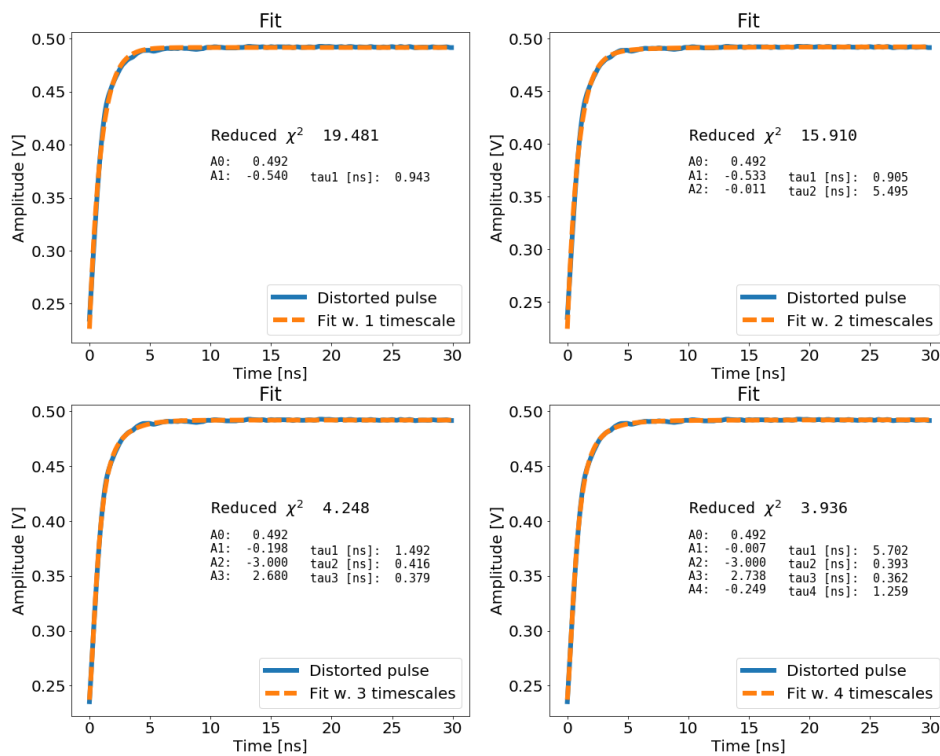 Fit
Amplitude [V]
0.50
0.45
0.40
0.35
0.30
0.25
Reduced χ² 19.481
A0: 0.492
A1: -0.540 tau1 [ns]: 0.943
Distorted pulse
Fit w. 1 timescale
0 5 10 15 20 25 30
Time [ns]
Fit
Amplitude [V]
0.50
0.45
0.40
0.35
0.30
0.25
Reduced χ² 15.910
A0: 0.492
A1: -0.533 tau1 [ns]: 0.905
A2: -0.011 tau2 [ns]: 5.495
Distorted pulse
Fit w. 2 timescales
0 5 10 15 20 25 30
Time [ns]
Fit
Amplitude [V]
0.50
0.45
0.40
0.35
0.30
0.25
Reduced χ² 4.248
A0: 0.492
A1: -0.198 tau1 [ns]: 1.492
A2: -3.000 tau2 [ns]: 0.416
A3: 2.680 tau3 [ns]: 0.379
Distorted pulse
Fit w. 3 timescales
0 5 10 15 20 25 30
Time [ns]
Fit
Amplitude [V]
0.50
0.45
0.40
0.35
0.30
0.25
Reduced χ² 3.936
A0: 0.492
A1: -0.007 tau1 [ns]: 5.702
A2: -3.000 tau2 [ns]: 0.393
A3: 2.738 tau3 [ns]: 0.362
A4: -0.249 tau4 [ns]: 1.259
Distorted pulse
Fit w. 4 timescales
0 5 10 15 20 25 30
Time [ns]